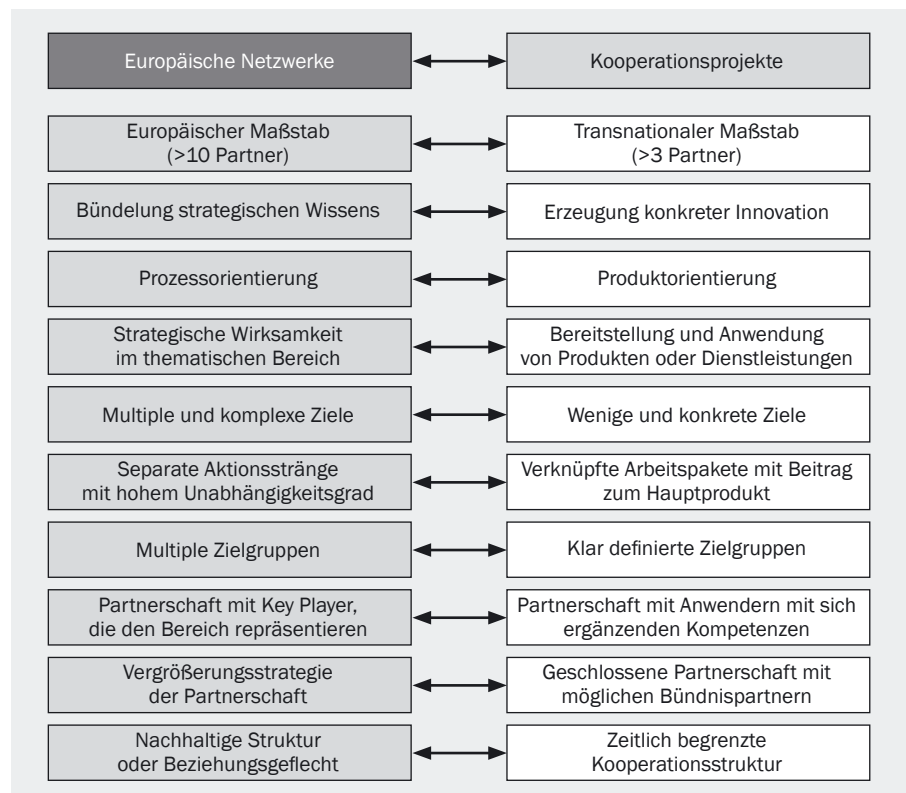 Europäische Netzwerke
Kooperationsprojekte
Europäischer Maßstab
(>10 Partner)
Transnationaler Maßstab
(>3 Partner)
Bündelung strategischen Wissens
Erzeugung konkreter Innovation
Prozessorientierung
Produktorientierung
Strategische Wirksamkeit
im thematischen Bereich
Bereitstellung und Anwendung
von Produkten oder Dienstleistungen
Multiple und komplexe Ziele
Wenige und konkrete Ziele
Separate Aktionsstränge
mit hohem Unabhängigkeitsgrad
Verknüpfte Arbeitspakete mit Beitrag
zum Hauptprodukt
Multiple Zielgruppen
Klar definierte Zielgruppen
Partnerschaft mit Key Player,
die den Bereich repräsentieren
Partnerschaft mit Anwendern mit sich
ergänzenden Kompetenzen
Vergrößerungsstrategie
der Partnerschaft
Geschlossene Partnerschaft mit
möglichen Bündnispartnern
Nachhaltige Struktur
oder Beziehungsgeflecht
Zeitlich begrenzte
Kooperationsstruktur